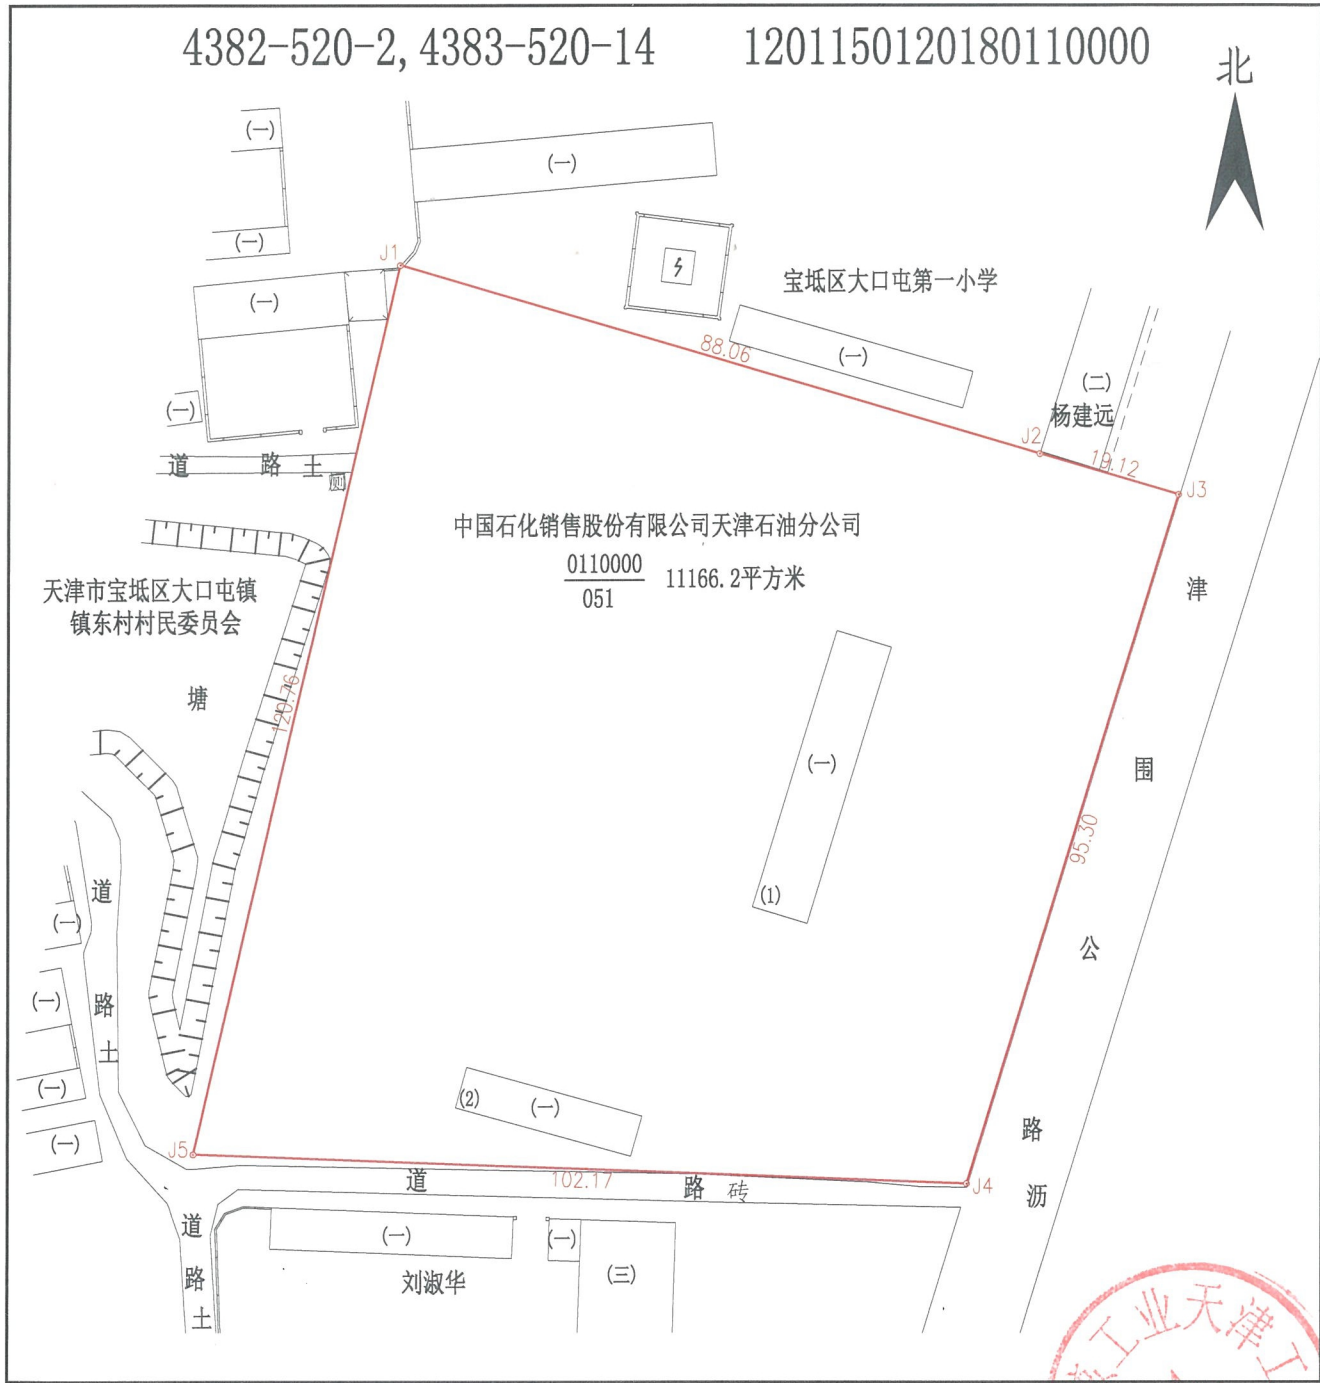 4382-520-2, 4383-520-14 1201150120180110000
北
(一)
(一)
(一)
J1
(一)
宝坻区大口屯第一小学
88.06
(一)
(二)
杨建远
(一)
J2
19.12
J3
道 路 土
厕
中国石化销售股份有限公司天津石油分公司
0110000
051
11166.2平方米
天津市宝坻区大口屯镇
镇东村村民委员会
塘
120.76
津
围
公
路
沥
(一)
(1)
95.30
道
路
土
(一)
(一)
(一)
(一)
(2) (一)
J5
102.17
J4
道 路 砖
道
路
土
(一)
(一)
(三)
刘淑华
工业天津工